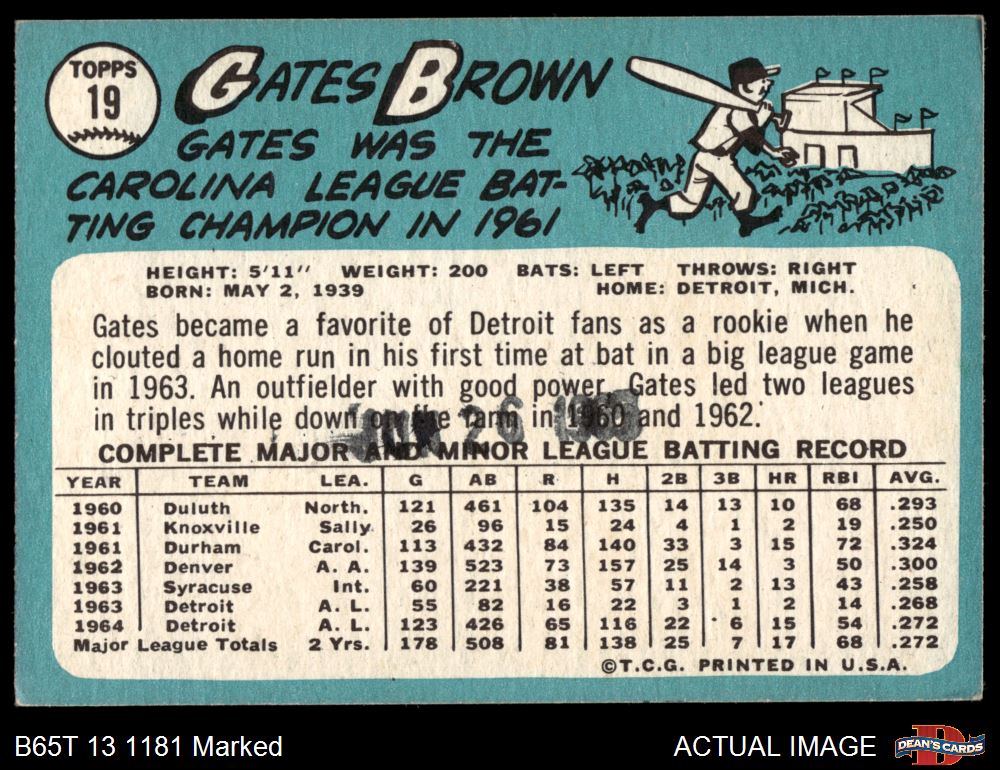 TOPPS
19
GATES BROWN
GATES WAS THE
CAROLINA LEAGUE BAT-
TING CHAMPION IN 1961
HEIGHT: 5'11" WEIGHT: 200 BATS: LEFT THROWS: RIGHT
BORN: MAY 2, 1939 HOME: DETROIT, MICH.
Gates became a favorite of Detroit fans as a rookie when he
clouted a home run in his first time at bat in a big league game
in 1963. An outfielder with good power, Gates led two leagues
in triples while down on the farm in 1960 and 1962.
JUN 26
COMPLETE MAJOR AND MINOR LEAGUE BATTING RECORD
YEAR TEAM LEA. G AB R H 2B 3B HR RBI AVG.
1960 Duluth North. 121 461 104 135 14 13 10 68 .293
1961 Knoxville Sally. 26 96 15 24 4 1 2 19 .250
1961 Durham Carol. 113 432 84 140 33 3 15 72 .324
1962 Denver A. A. 139 523 73 157 25 14 3 50 .300
1963 Syracuse Int. 60 221 38 57 11 2 13 43 .258
1963 Detroit A. L. 55 82 16 22 3 1 2 14 .268
1964 Detroit A. L. 123 426 65 116 22 6 15 54 .272
Major League Totals 2 Yrs. 178 508 81 138 25 7 17 68 .272
©T.C.G. PRINTED IN U.S.A.
B65T 13 1181 Marked
ACTUAL IMAGE
DEAN'S CARDS